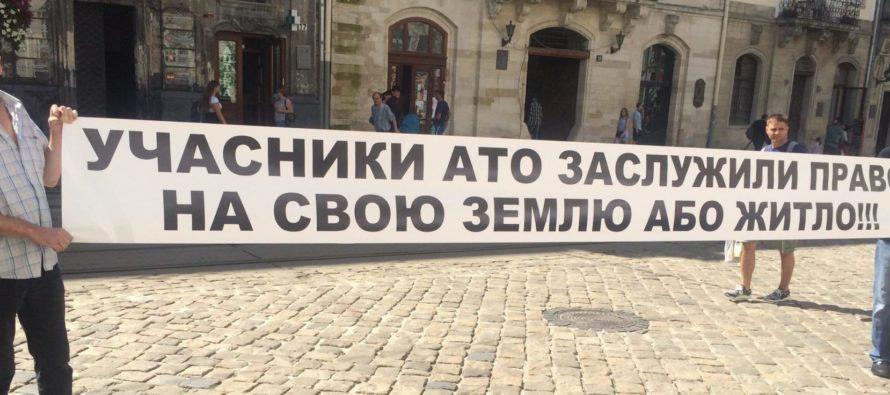 УЧАСНИКИ АТО ЗАСЛУЖИЛИ ПРАВО
НА СВОЮ ЗЕМЛЮ АБО ЖИТЛО!!!